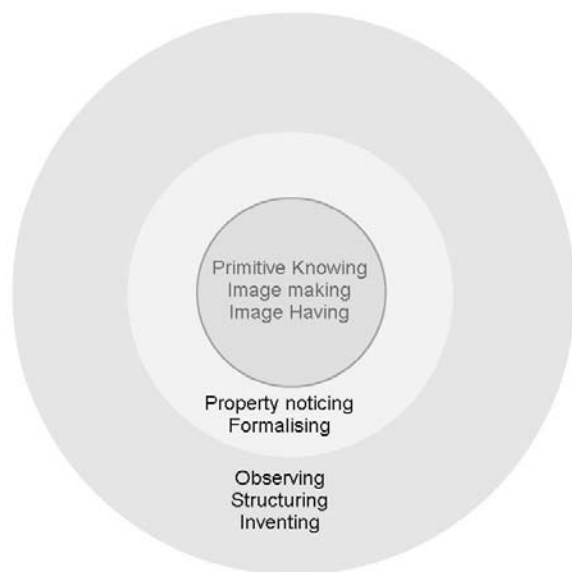 Primitive Knowing
Image making
Image Having
Property noticing
Formalising
Observing
Structuring
Inventing